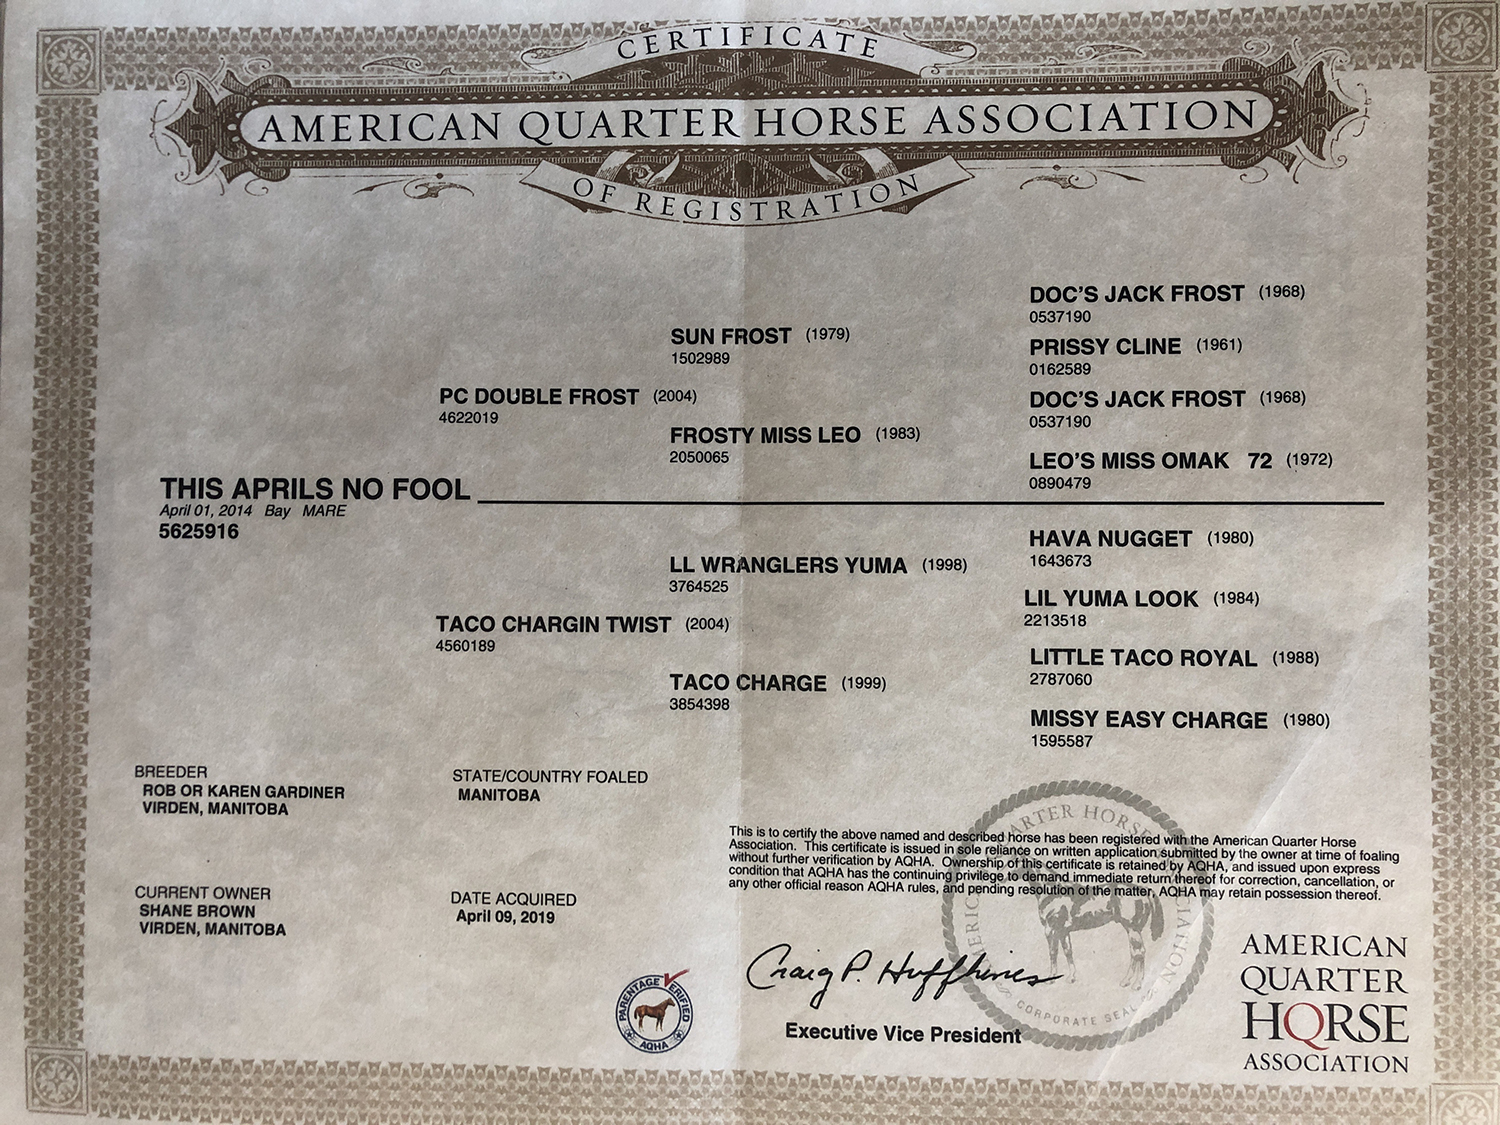 CERTIFICATE
AMERICAN QUARTER HORSE ASSOCIATION
OF REGISTRATION
DOC'S JACK FROST (1968)
0537190
SUN FROST (1979)
1502989
PRISSY CLINE (1961)
0162589
PC DOUBLE FROST (2004)
4622019
DOC'S JACK FROST (1968)
0537190
FROSTY MISS LEO (1983)
2050065
LEO'S MISS OMAK 72 (1972)
0890479
THIS APRILS NO FOOL
April 01, 2014 Bay MARE
5625916
HAVA NUGGET (1980)
1643673
LL WRANGLERS YUMA (1998)
3764525
LIL YUMA LOOK (1984)
2213518
TACO CHARGIN TWIST (2004)
4560189
LITTLE TACO ROYAL (1988)
2787060
TACO CHARGE (1999)
3854398
MISSY EASY CHARGE (1980)
1595587
BREEDER
ROB OR KAREN GARDINER
VIRDEN, MANITOBA
STATE/COUNTRY FOALED
MANITOBA
CURRENT OWNER
SHANE BROWN
VIRDEN, MANITOBA
DATE ACQUIRED
April 09, 2019
This is to certify the above named and described horse has been registered with the American Quarter Horse
Association. This certificate is issued in sole reliance on written application submitted by the owner at time of foaling
without further verification by AQHA. Ownership of this certificate is retained by AQHA, and issued upon express
condition that AQHA has the continuing privilege to demand immediate return thereof for correction, cancellation, or
any other official reason AQHA rules, and pending resolution of the matter, AQHA may retain possession thereof.
Craig P. Huffhines
Executive Vice President
PARENTAGE VERIFIED
AQHA
QUARTER HORSE
CORPORATE SEAL
AMERICAN
QUARTER
HORSE
ASSOCIATION